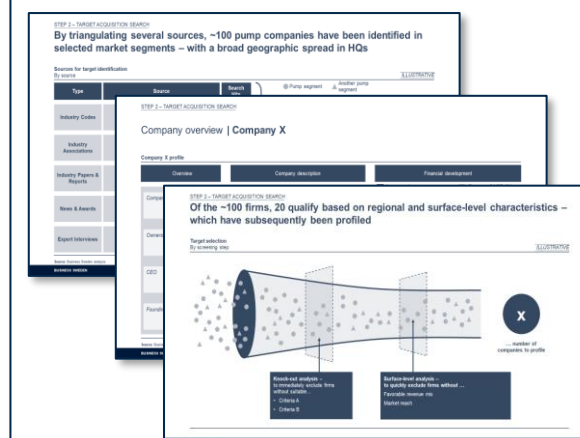 STEP 2 – TARGET ACQUISITION SEARCH
By triangulating several sources, ~100 pump companies have been identified in
selected market segments – with a broad geographic spread in HQs
Sources for target identification
By source
ILLUSTRATIVE
Type
Source
Search
Pump segment
Another pump
segment
Industry Codes
Industry
Associations
Industry Papers &
Reports
News & Awards
Expert Interviews
BUSINESS SWEDEN
STEP 2 – TARGET ACQUISITION SEARCH
Company overview | Company X
Company X profile
Overview
Company description
Financial development
CEO
STEP 2 – TARGET ACQUISITION SEARCH
Of the ~100 firms, 20 qualify based on regional and surface-level characteristics –
which have subsequently been profiled
Target selection
By screening step
ILLUSTRATIVE
X
... number of
companies to profile
Knock-out analysis –
to immediately exclude firms
without suitable...
• Criteria A
• Criteria B
Surface-level analysis –
to quickly exclude firms without ...
Favorable revenue mix
Market reach